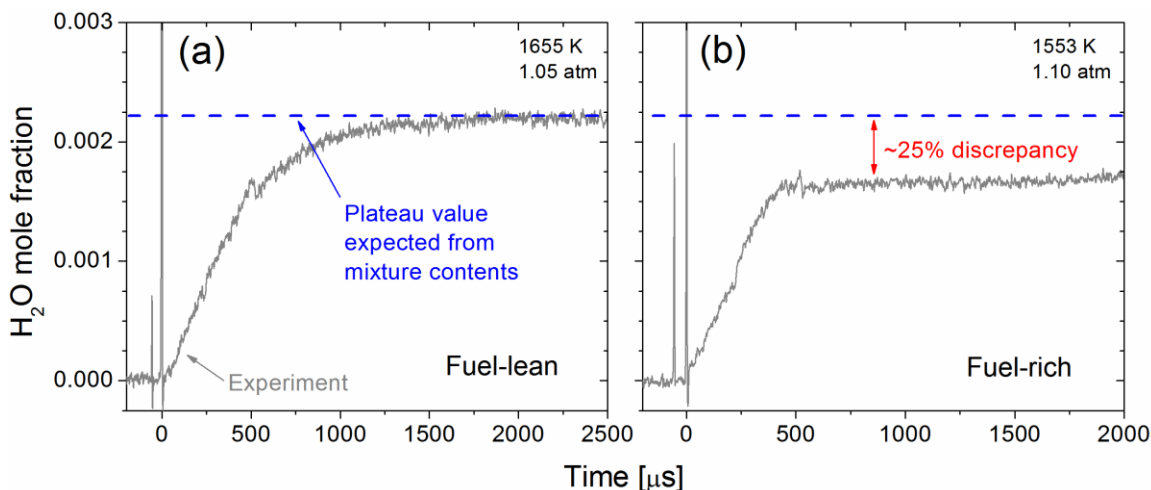 (a)
1655 K
1.05 atm
Plateau value
expected from
mixture contents
Experiment
Fuel-lean
(b)
1553 K
1.10 atm
~25% discrepancy
Fuel-rich
H₂O mole fraction
0.003
0.002
0.001
0.000
0 500 1000 1500 2000 2500
0 500 1000 1500 2000
Time [μs]